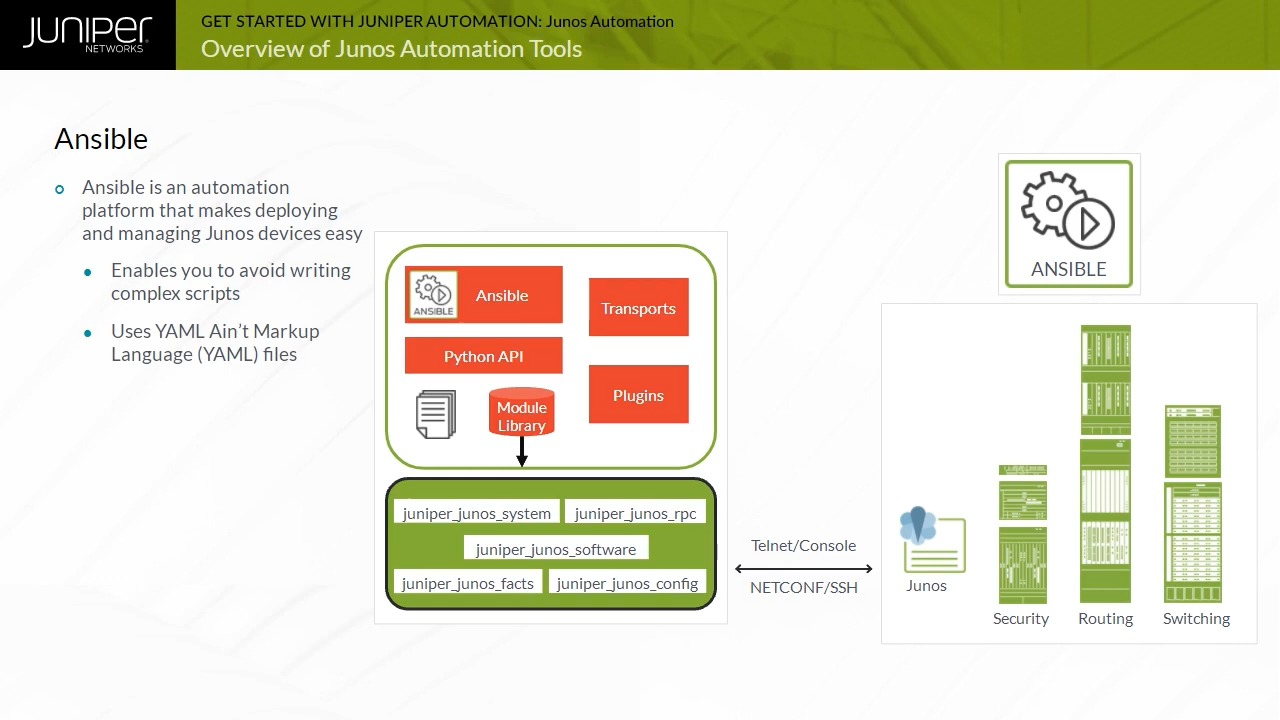 JUNIPER
NETWORKS
GET STARTED WITH JUNIPER AUTOMATION: Junos Automation
Overview of Junos Automation Tools
Ansible
Ansible is an automation
platform that makes deploying
and managing Junos devices easy
Enables you to avoid writing
complex scripts
Uses YAML Ain't Markup
Language (YAML) files
ANSIBLE
Ansible
Python API
Module
Library
Transports
Plugins
juniper_junos_system
juniper_junos_rpc
juniper_junos_software
juniper_junos_fects
juniper_junos_config
Telnet/Console
NETCONF/SSH
ANSIBLE
Junos
Security
Routing
Switching